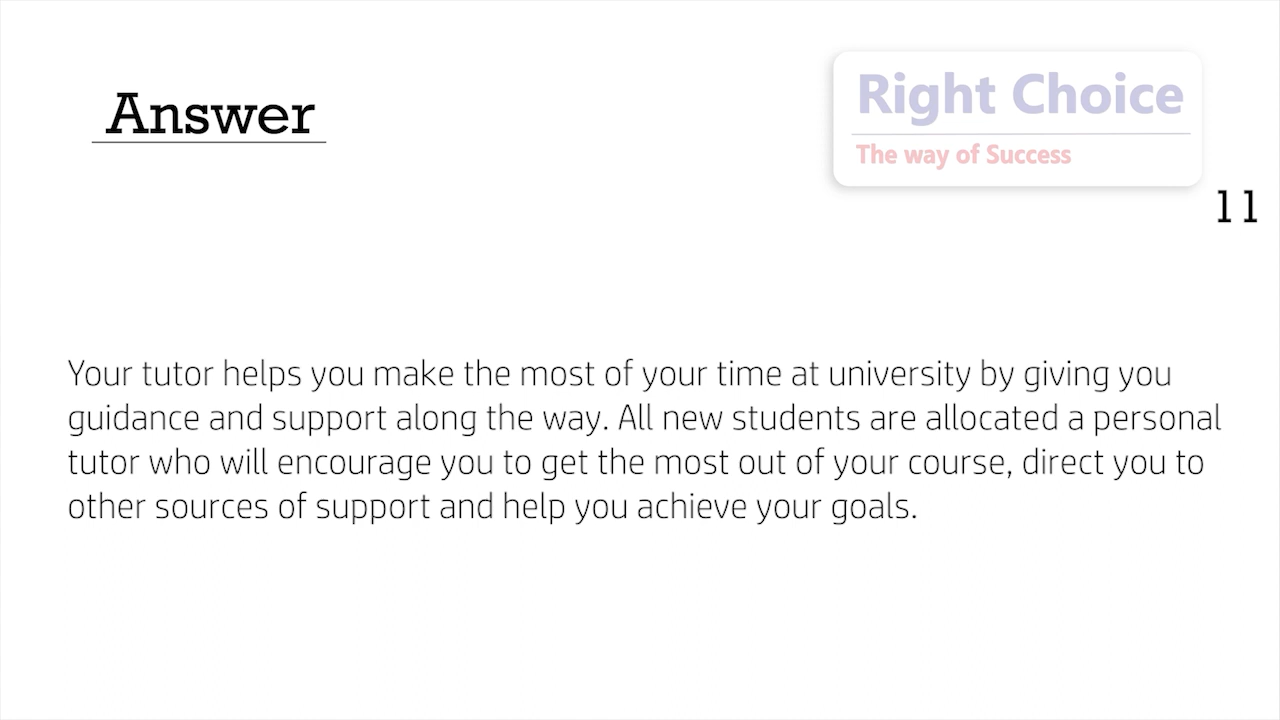 Answer
Right Choice
The way of Success
11
Your tutor helps you make the most of your time at university by giving you
guidance and support along the way. All new students are allocated a personal
tutor who will encourage you to get the most out of your course, direct you to
other sources of support and help you achieve your goals.